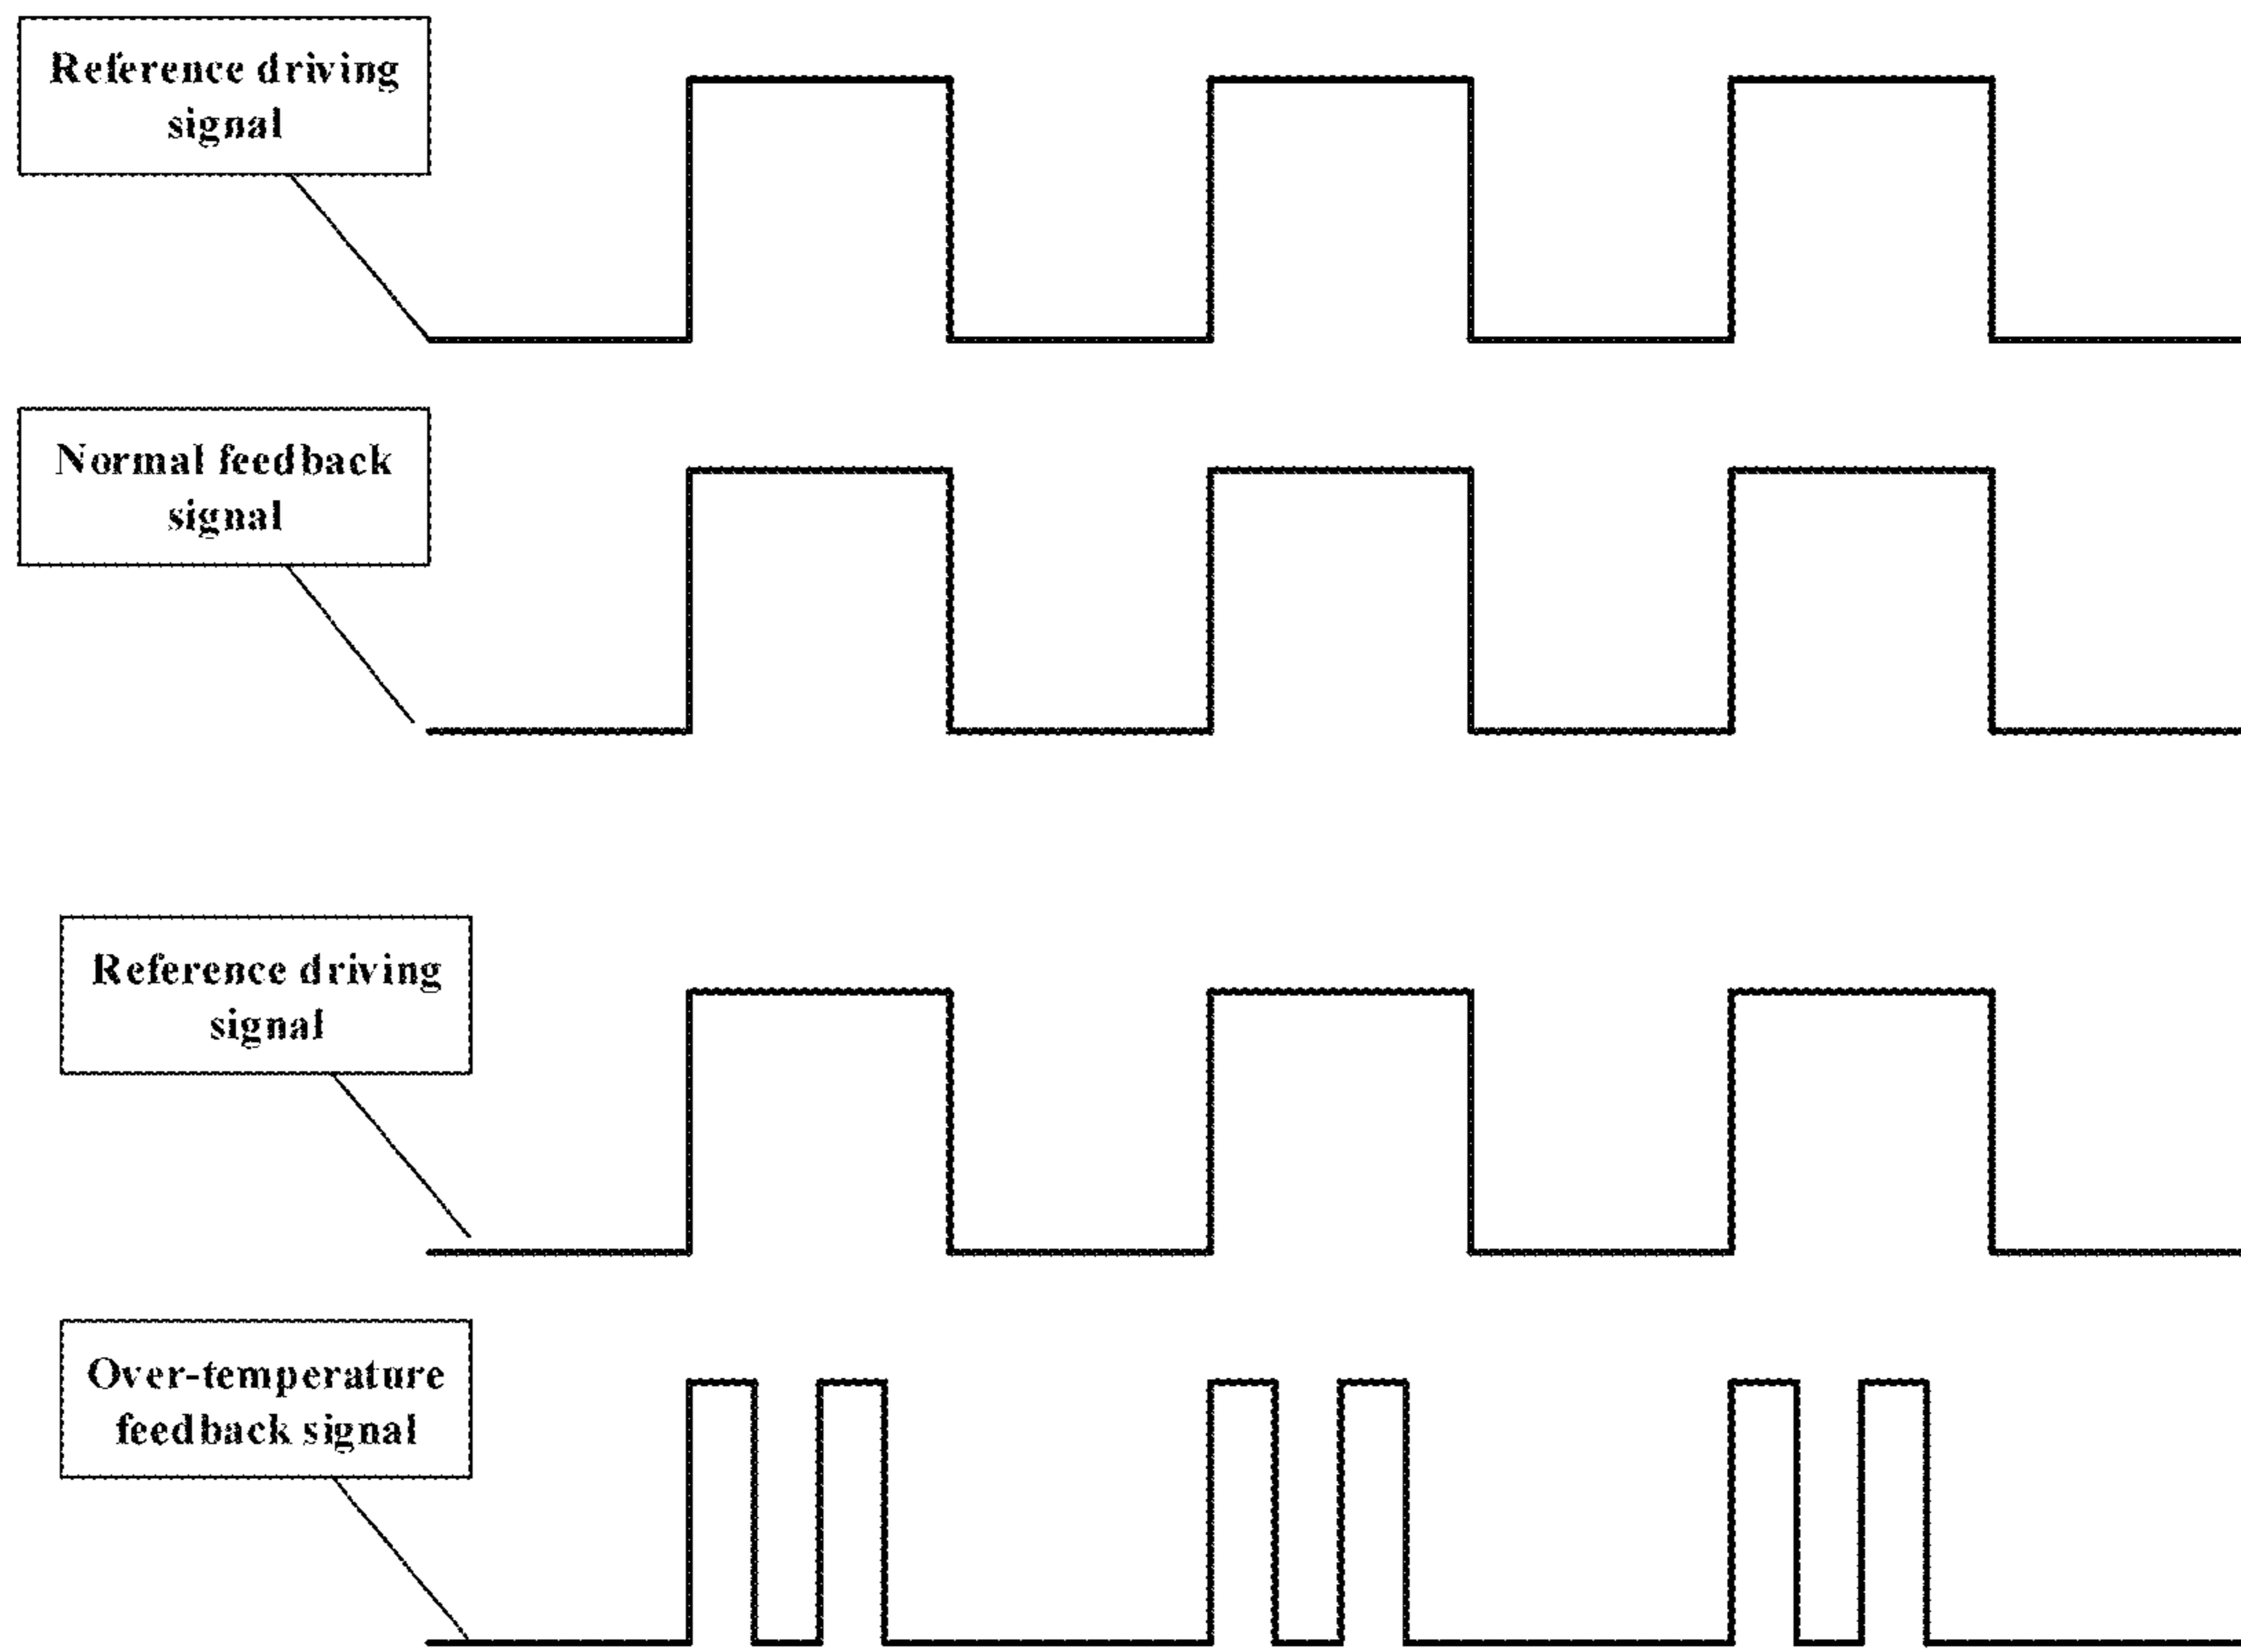 Reference driving
signal
Normal feedback
signal
Reference driving
signal
Over-temperature
feedback signal